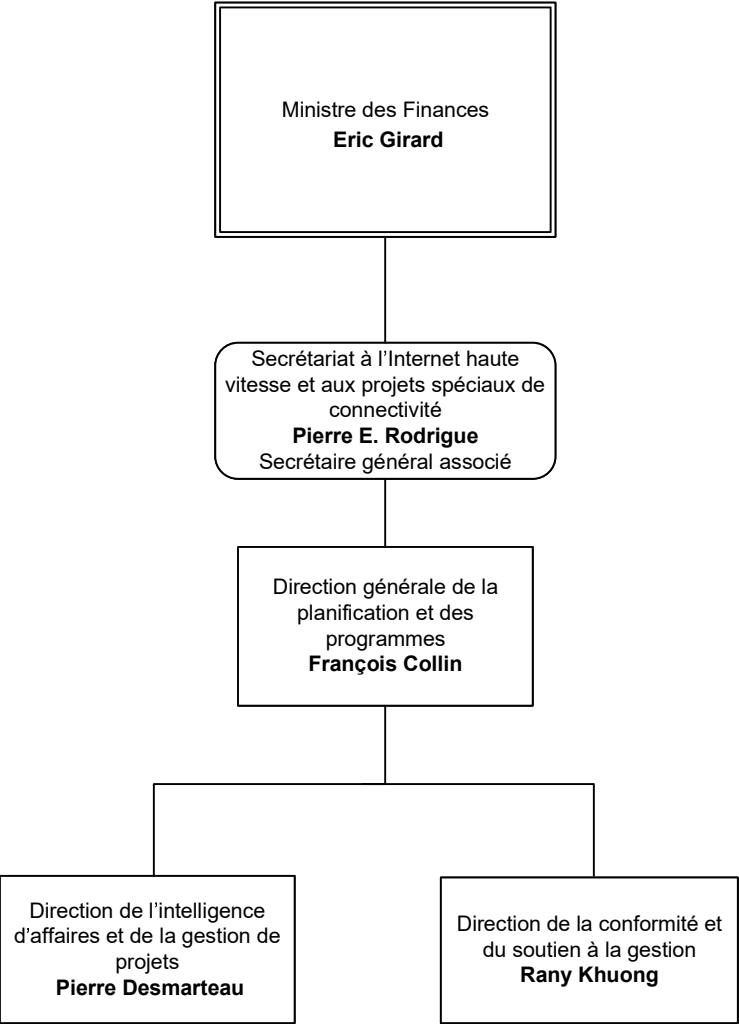 Ministre des Finances
Eric Girard
Secrétariat à l’Internet haute
vitesse et aux projets spéciaux de
connectivité
Pierre E. Rodrigue
Secrétaire général associé
Direction générale de la
planification et des
programmes
François Collin
Direction de l’intelligence
d’affaires et de la gestion de
projets
Pierre Desmarteau
Direction de la conformité et
du soutien à la gestion
Rany Khuong